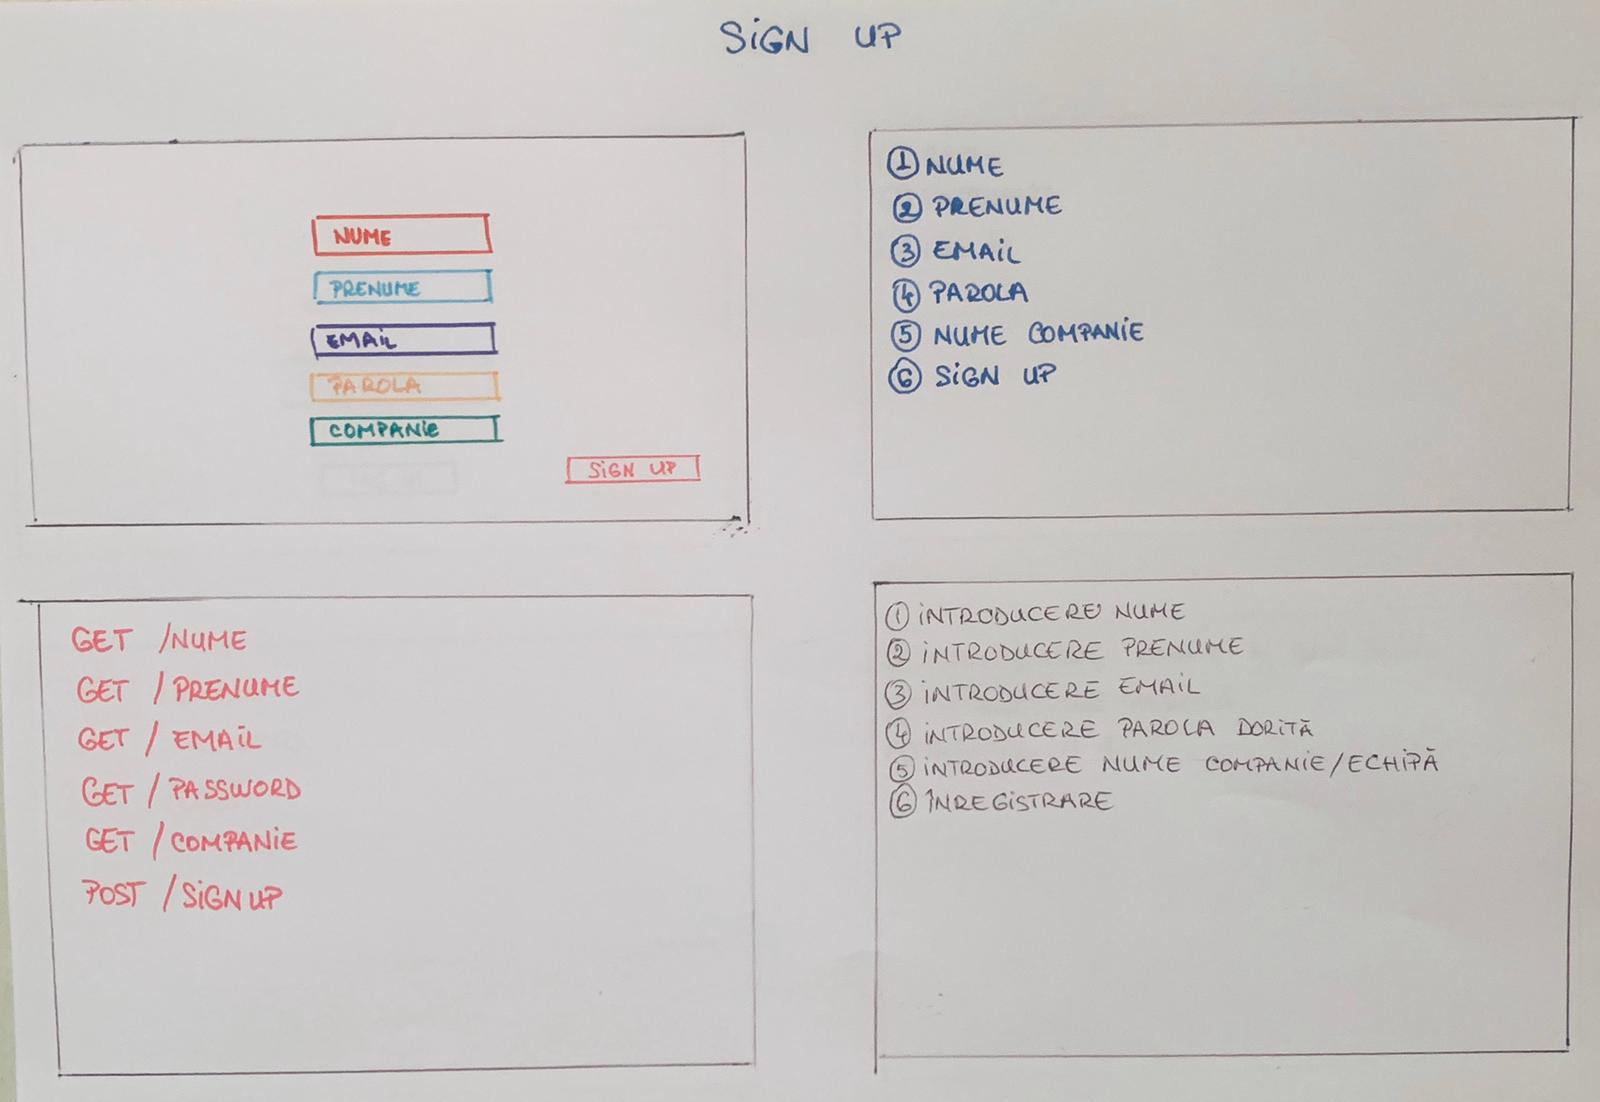 SIGN UP
NUME
PRENUME
EMAIL
PAROLA
COMPANIE
SIGN UP
① NUME
② PRENUME
③ EMAIL
④ PAROLA
⑤ NUME COMPANIE
⑥ SIGN UP
GET /NUME
GET / PRENUME
GET / EMAIL
GET / PASSWORD
GET / COMPANIE
POST / SIGN UP
① INTRODUCERE NUME
② INTRODUCERE PRENUME
③ INTRODUCERE EMAIL
④ INTRODUCERE PAROLA DORITĂ
⑤ INTRODUCERE NUME COMPANIE/ECHIPĂ
⑥ ÎNREGISTRARE